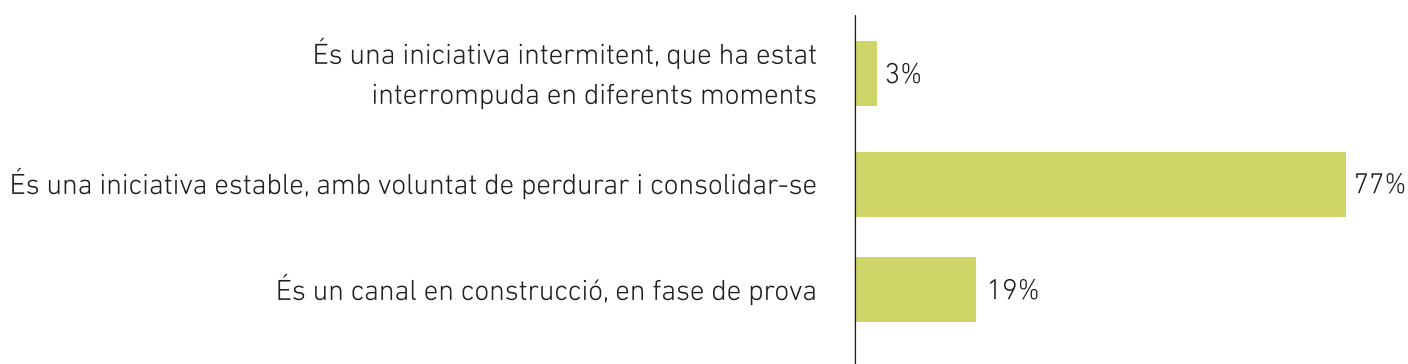 És una iniciativa intermitent, que ha estat
interrompuda en diferents moments
3%
És una iniciativa estable, amb voluntat de perdurar i consolidar-se
77%
És un canal en construcció, en fase de prova
19%